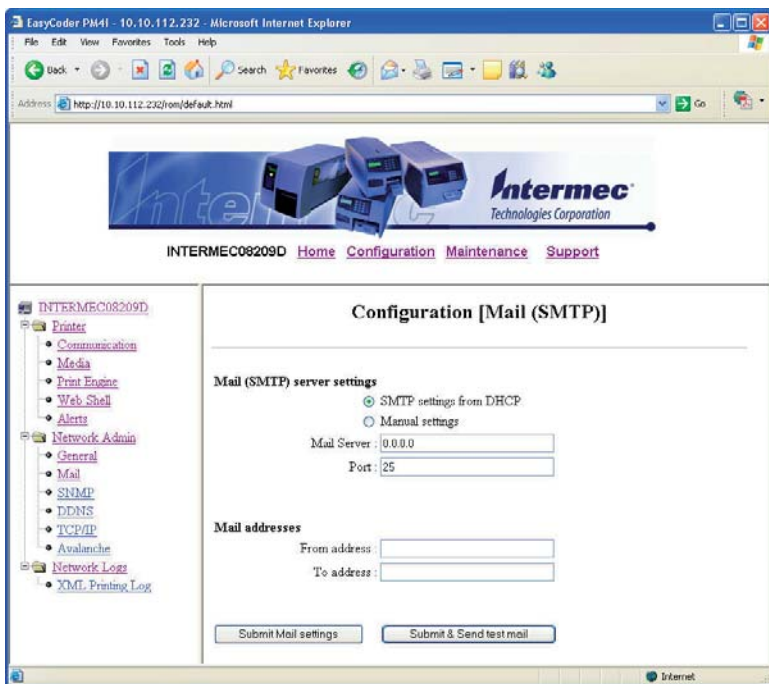 EasyCoder PM4i - 10.10.112.232 - Microsoft Internet Explorer
File Edit View Favorites Tools Help
Back Search Favorites
Address http://10.10.112.232/rom/default.html Go
Intermec
Intermec
Technologies Corporation
INTERMEC08209D Home Configuration Maintenance Support
INTERMEC08209D
Printer
Communication
Media
Print Engine
Web Shell
Alerts
Network Admin
General
Mail
SNMP
DDNS
TCP/IP
Avalanche
Network Logs
XML Printing Log
Configuration [Mail (SMTP)]
Mail (SMTP) server settings
SMTP settings from DHCP
Manual settings
Mail Server : 0.0.0.0
Port : 25
Mail addresses
From address :
To address :
Submit Mail settings Submit & Send test mail
Internet